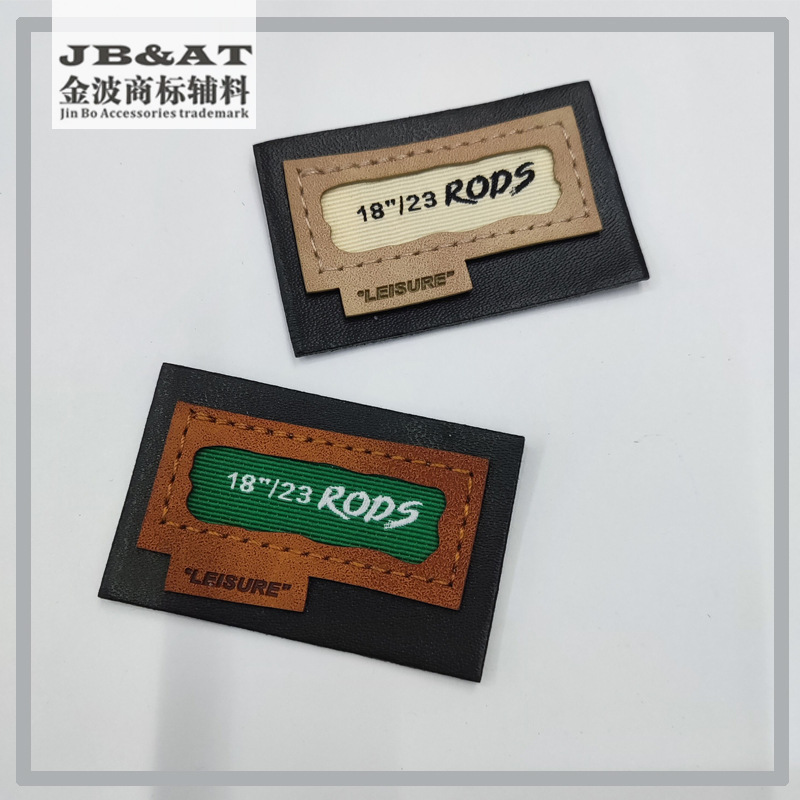 JB&AT
金波商标辅料
Jin Bo Accessories trademark
18"/23 RODS
"LEISURE"
18"/23 RODS
"LEISURE"